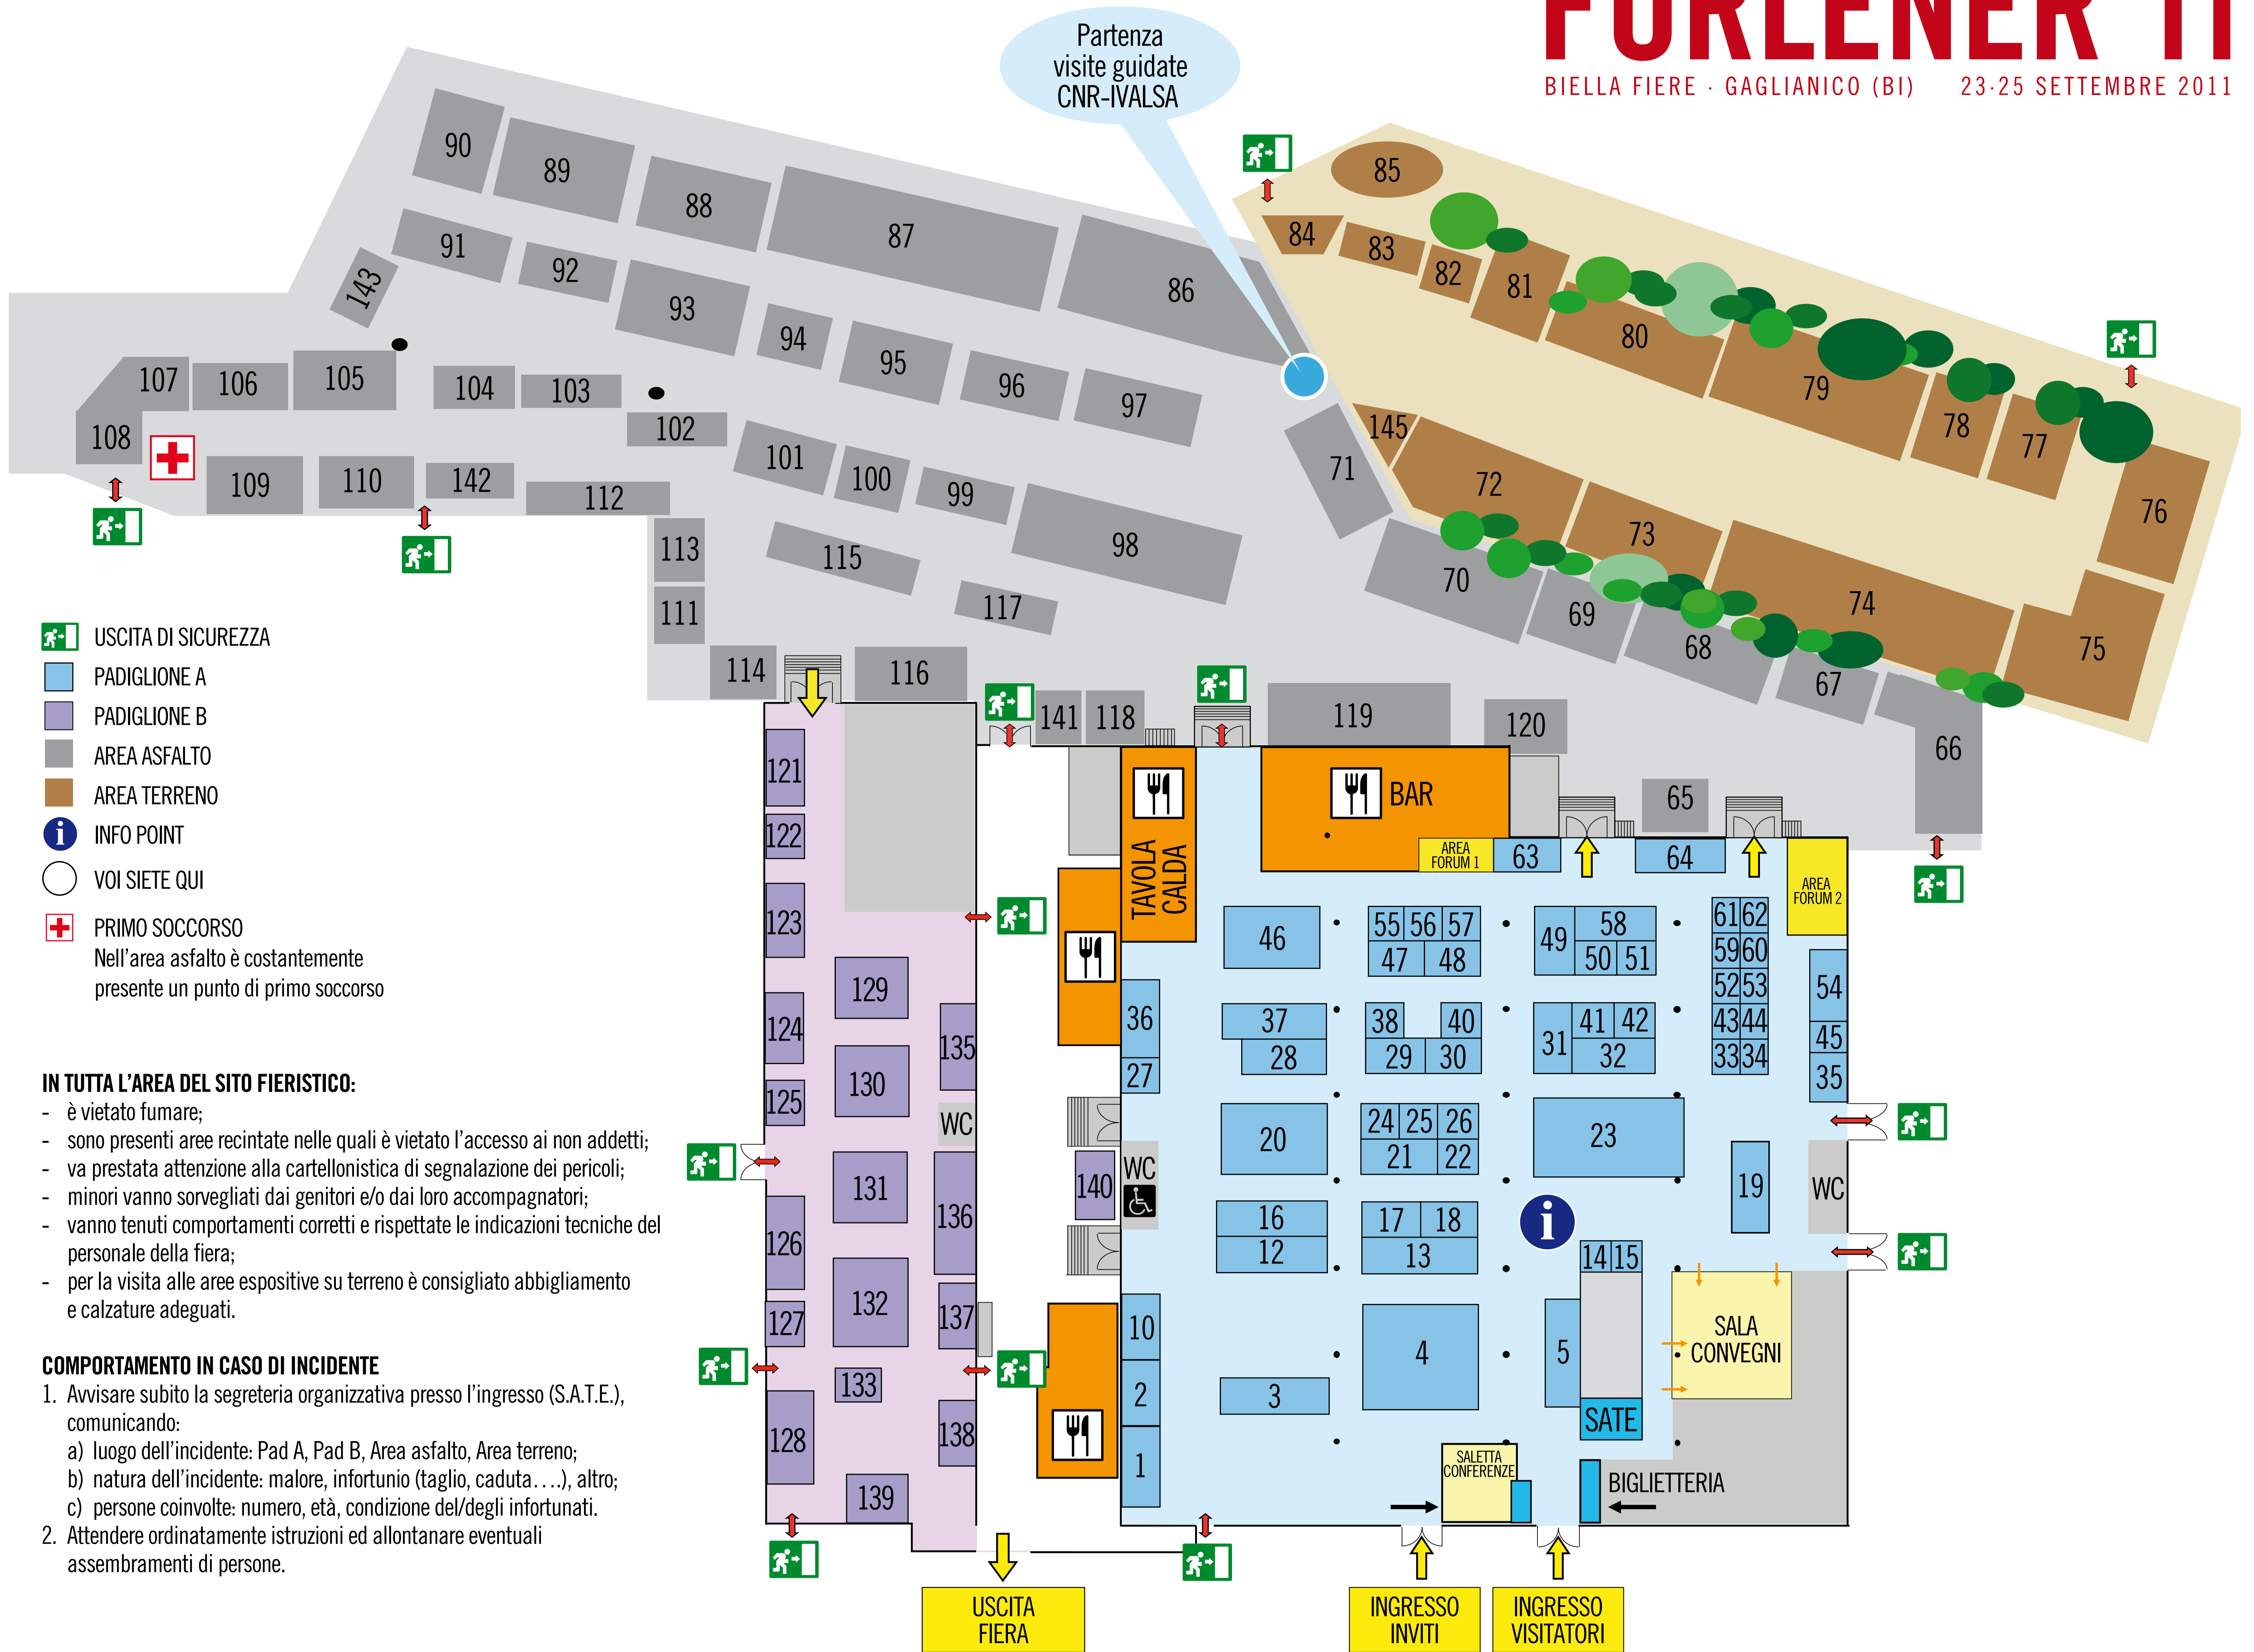 FORLENER 11
BIELLA FIERE · GAGLIANICO (BI) 23·25 SETTEMBRE 2011
Partenza
visite guidate
CNR-IVALSA
90
89
88
87
86
91
92
93
94
95
96
97
143
107
106
105
104
103
102
108
109
110
142
112
101
100
99
98
113
111
115
117
114
116
141
118
119
120
85
84
83
82
81
80
79
78
77
76
75
145
72
73
74
71
70
69
68
67
66
65
USCITA DI SICUREZZA
PADIGLIONE A
PADIGLIONE B
AREA ASFALTO
AREA TERRENO
i INFO POINT
VOI SIETE QUI
PRIMO SOCCORSO
Nell'area asfalto è costantemente
presente un punto di primo soccorso
IN TUTTA L'AREA DEL SITO FIERISTICO:
- è vietato fumare;
- sono presenti aree recintate nelle quali è vietato l'accesso ai non addetti;
- va prestata attenzione alla cartellonistica di segnalazione dei pericoli;
- minori vanno sorvegliati dai genitori e/o dai loro accompagnatori;
- vanno tenuti comportamenti corretti e rispettate le indicazioni tecniche del
personale della fiera;
- per la visita alle aree espositive su terreno è consigliato abbigliamento
e calzature adeguati.
COMPORTAMENTO IN CASO DI INCIDENTE
1. Avvisare subito la segreteria organizzativa presso l'ingresso (S.A.T.E.),
comunicando:
a) luogo dell'incidente: Pad A, Pad B, Area asfalto, Area terreno;
b) natura dell'incidente: malore, infortunio (taglio, caduta....), altro;
c) persone coinvolte: numero, età, condizione del/degli infortunati.
2. Attendere ordinatamente istruzioni ed allontanare eventuali
assembramenti di persone.
121
122
123
124
125
126
127
128
129
130
131
132
133
139
135
WC
136
137
138
140
TAVOLA
CALDA
BAR
AREA
FORUM 1
63
64
AREA
FORUM 2
46
55 56 57
47 48
49 58
50 51
61 62
59 60
52 53
43 44
33 34
54
45
35
36
27
37
28
38 40
29 30
31 41 42
32
20
24 25 26
21 22
23
19
WC
WC
16
12
17 18
13
i
14 15
10
2
1
3
4
5
SALA
CONVEGNI
SATE
SALETTA
CONFERENZE
BIGLIETTERIA
USCITA
FIERA
INGRESSO
INVITI
INGRESSO
VISITATORI